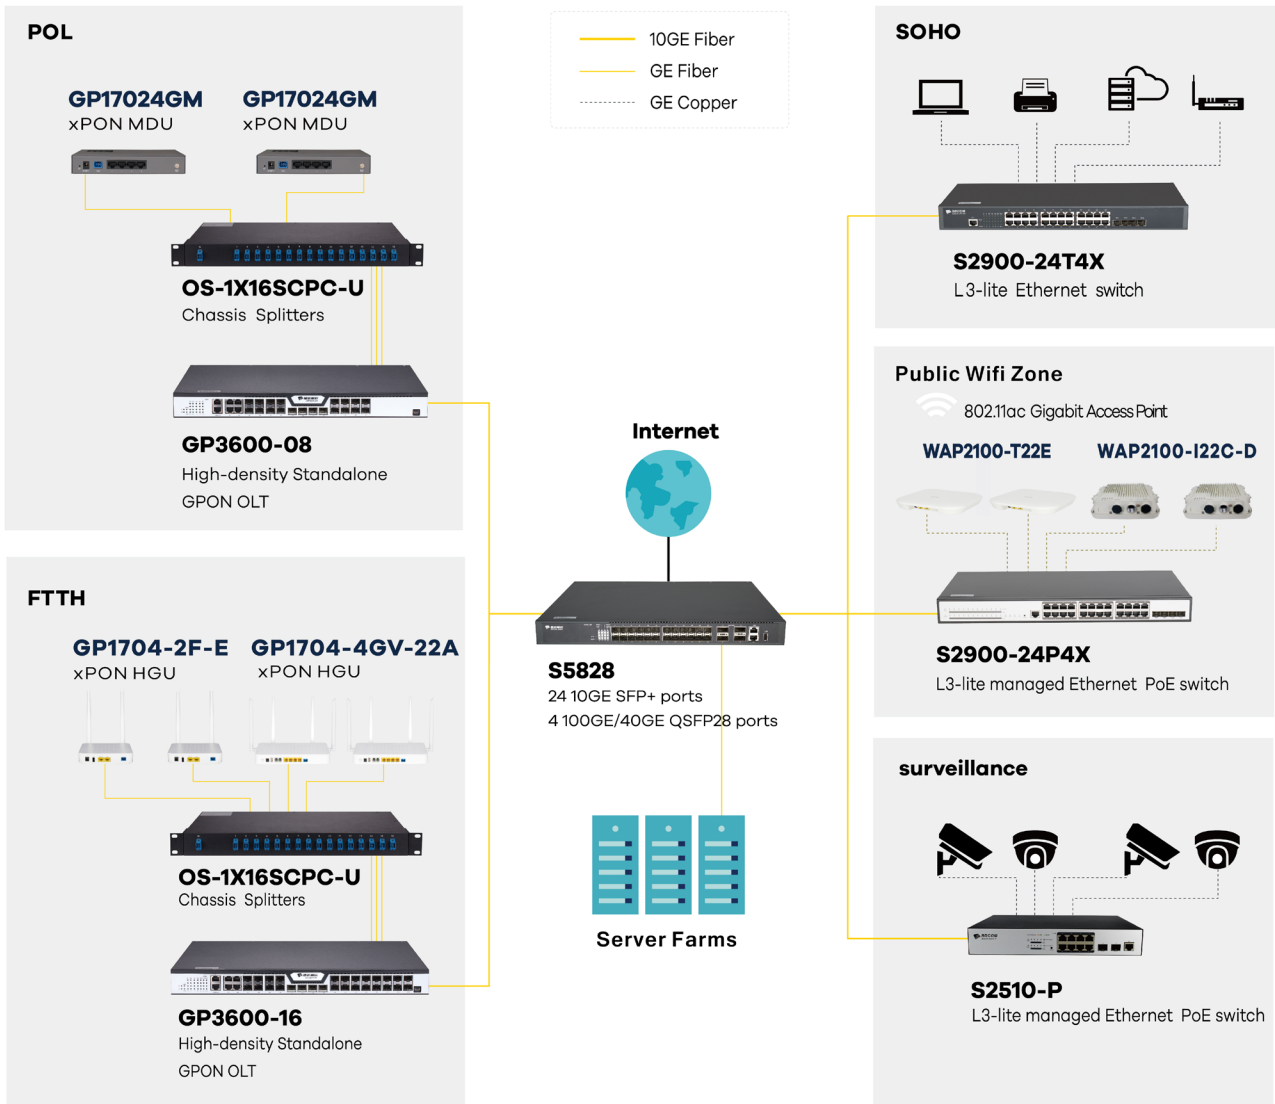 POL
GP17024GM
xPON MDU
GP17024GM
xPON MDU
OS-1X16SCPC-U
Chassis Splitters
GP3600-08
High-density Standalone
GPON OLT
FTTH
GP1704-2F-E
xPON HGU
GP1704-4GV-22A
xPON HGU
OS-1X16SCPC-U
Chassis Splitters
GP3600-16
High-density Standalone
GPON OLT
10GE Fiber
GE Fiber
GE Copper
Internet
S5828
24 10GE SFP+ ports
4 100GE/40GE QSFP28 ports
Server Farms
SOHO
S2900-24T4X
L3-lite Ethernet switch
Public Wifi Zone
802.11ac Gigabit Access Point
WAP2100-T22E
WAP2100-I22C-D
S2900-24P4X
L3-lite managed Ethernet PoE switch
surveillance
S2510-P
L3-lite managed Ethernet PoE switch